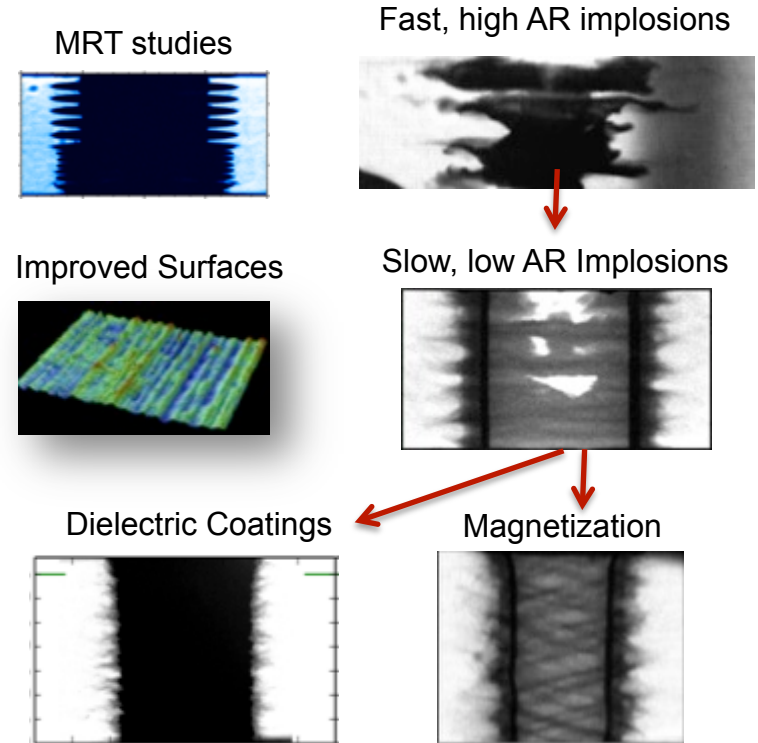 MRT studies
Fast, high AR implosions
Improved Surfaces
Slow, low AR Implosions
Dielectric Coatings
Magnetization